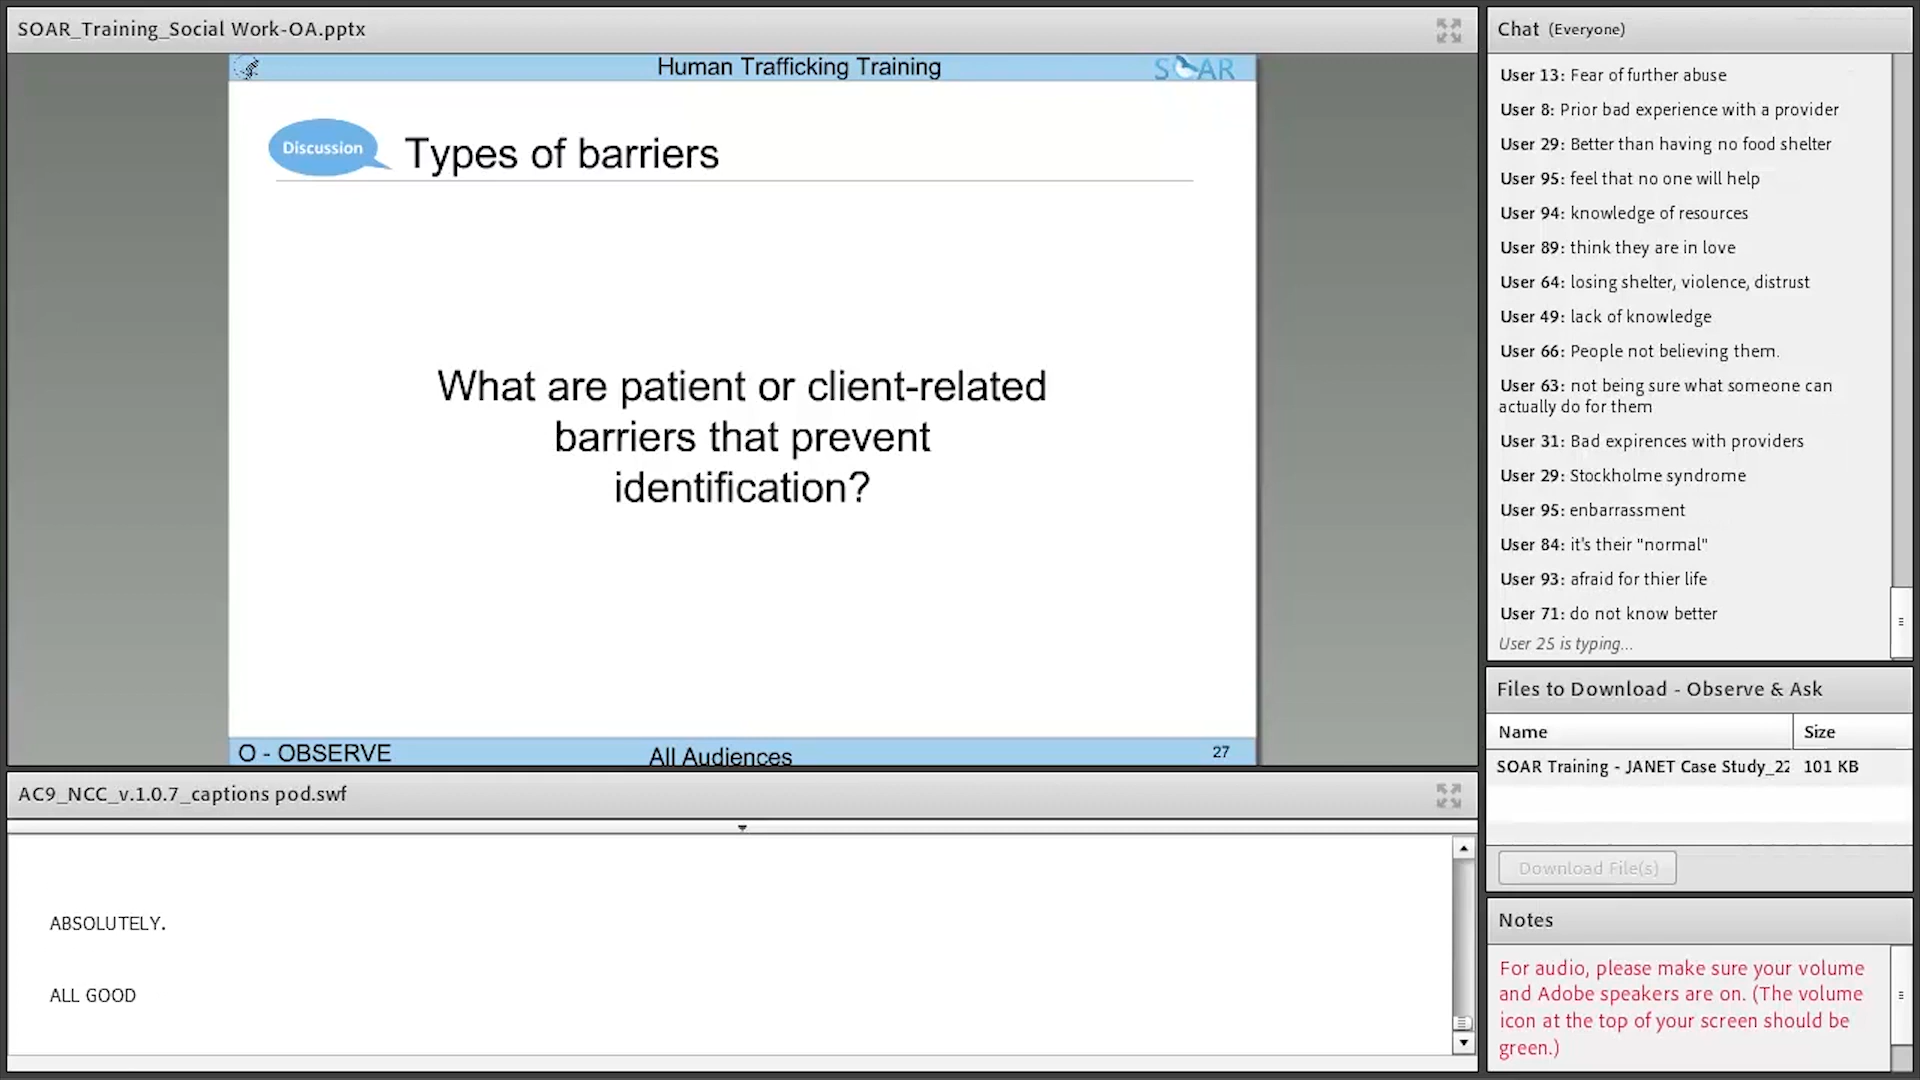 SOAR_Training_Social Work-OA.pptx
Human Trafficking Training
SOAR
Discussion
Types of barriers
What are patient or client-related
barriers that prevent
identification?
O - OBSERVE
All Audiences
27
AC9_NCC_v.1.0.7_captions pod.swf
ABSOLUTELY.
ALL GOOD
Chat (Everyone)
User 13: Fear of further abuse
User 8: Prior bad experience with a provider
User 29: Better than having no food shelter
User 95: feel that no one will help
User 94: knowledge of resources
User 89: think they are in love
User 64: losing shelter, violence, distrust
User 49: lack of knowledge
User 66: People not believing them.
User 63: not being sure what someone can
actually do for them
User 31: Bad expirences with providers
User 29: Stockholme syndrome
User 95: enbarrassment
User 84: it's their "normal"
User 93: afraid for thier life
User 71: do not know better
User 25 is typing...
Files to Download - Observe & Ask
Name Size
SOAR Training - JANET Case Study_22 101 KB
Download File(s)
Notes
For audio, please make sure your volume
and Adobe speakers are on. (The volume
icon at the top of your screen should be
green.)